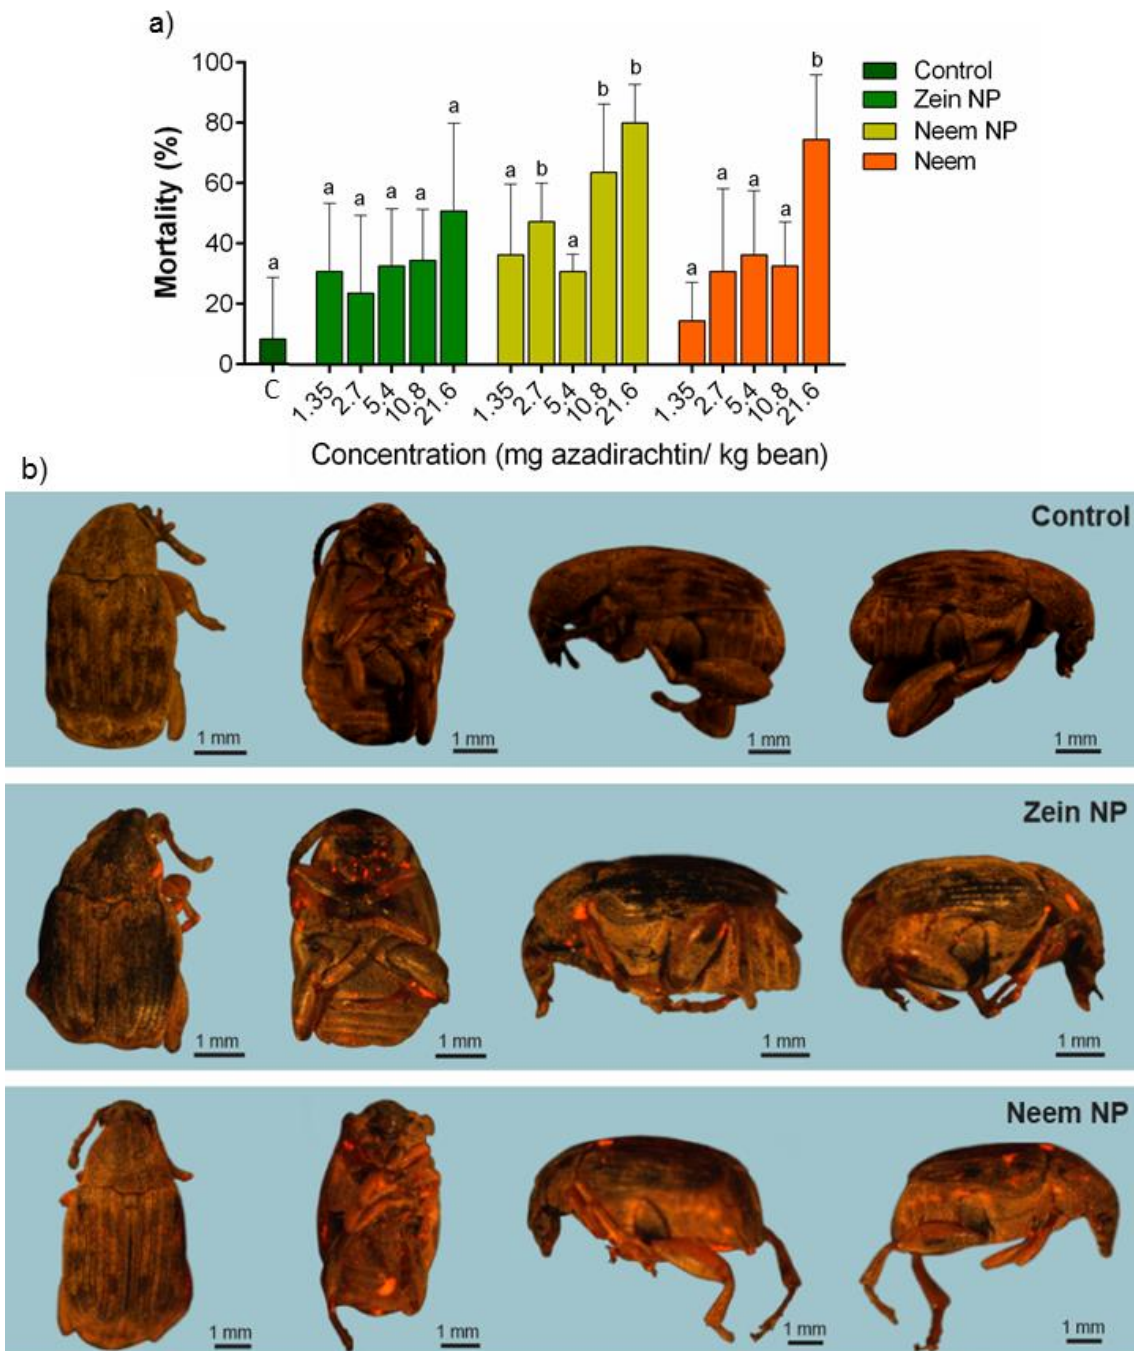 a)
Mortality (%)
100
80
60
40
20
0
a
a
a
a
a
a
a
b
a
b
b
a
a
a
a
b
C
1.35
2.7
5.4
10.8
21.6
1.35
2.7
5.4
10.8
21.6
1.35
2.7
5.4
10.8
21.6
Concentration (mg azadirachtin/ kg bean)
Control
Zein NP
Neem NP
Neem
b)
Control
1 mm
1 mm
1 mm
1 mm
Zein NP
1 mm
1 mm
1 mm
1 mm
Neem NP
1 mm
1 mm
1 mm
1 mm